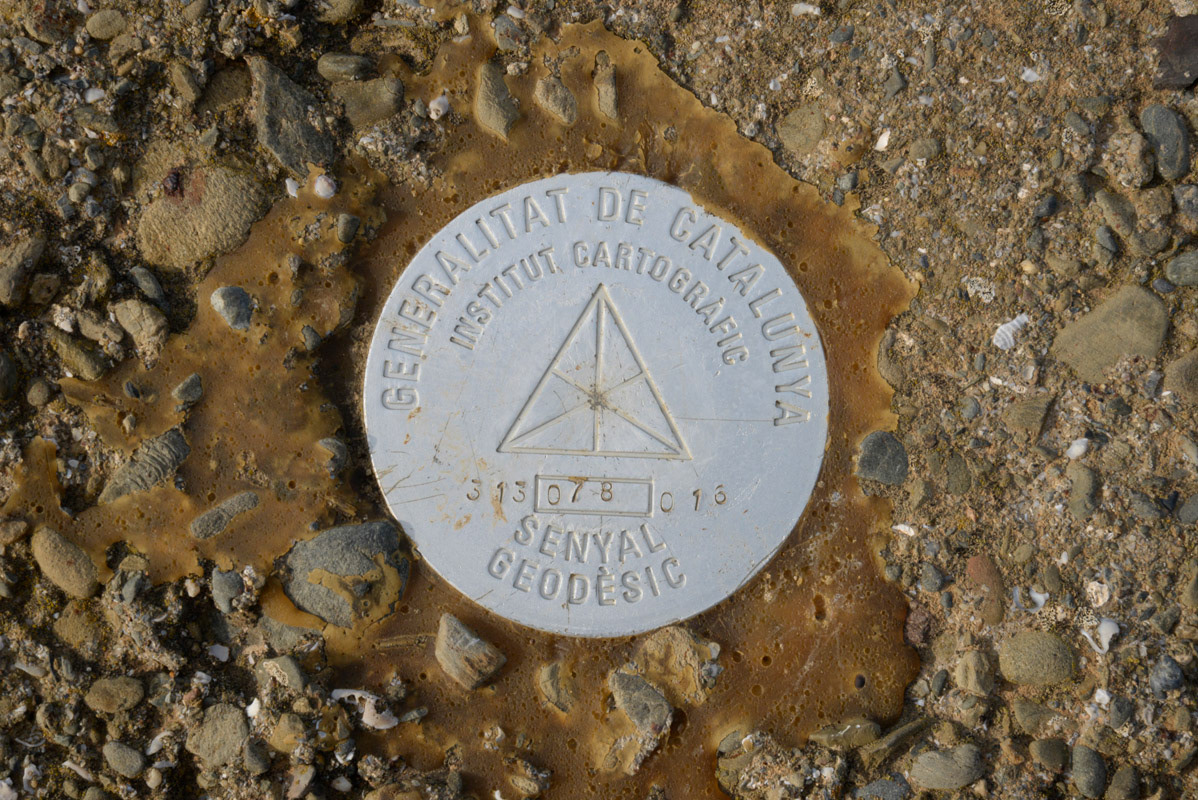 GENERALITAT DE CATALUNYA
INSTITUT CARTOGRÀFIC
313 078 016
SENYAL
GEODÈSIC